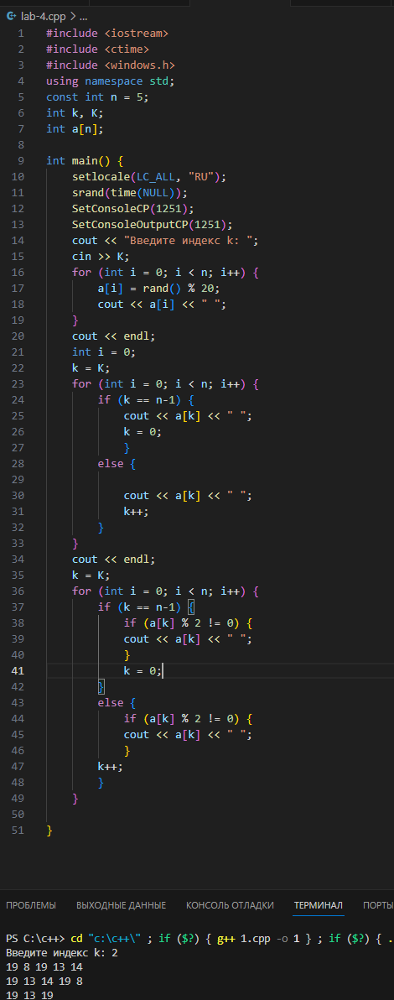 lab-4.cpp > ...
1 #include <iostream>
2 #include <ctime>
3 #include <windows.h>
4 using namespace std;
5 const int n = 5;
6 int k, K;
7 int a[n];
8
9 int main() {
10     setlocale(LC_ALL, "RU");
11     srand(time(NULL));
12     SetConsoleCP(1251);
13     SetConsoleOutputCP(1251);
14     cout << "Введите индекс k: ";
15     cin >> K;
16     for (int i = 0; i < n; i++) {
17         a[i] = rand() % 20;
18         cout << a[i] << " ";
19     }
20     cout << endl;
21     int i = 0;
22     k = K;
23     for (int i = 0; i < n; i++) {
24         if (k == n-1) {
25             cout << a[k] << " ";
26             k = 0;
27             }
28         else {
29
30             cout << a[k] << " ";
31             k++;
32         }
33     }
34     cout << endl;
35     k = K;
36     for (int i = 0; i < n; i++) {
37         if (k == n-1) {
38             if (a[k] % 2 != 0) {
39             cout << a[k] << " ";
40             }
41             k = 0;
42         }
43         else {
44             if (a[k] % 2 != 0) {
45             cout << a[k] << " ";
46             }
47         k++;
48         }
49     }
50
51 }
ПРОБЛЕМЫ ВЫХОДНЫЕ ДАННЫЕ КОНСОЛЬ ОТЛАДКИ ТЕРМИНАЛ ПОРТЫ
PS C:\c++> cd "c:\c++\" ; if ($?) { g++ 1.cpp -o 1 } ; if ($?) { .
Введите индекс k: 2
19 8 19 13 14
19 13 14 19 8
19 13 19